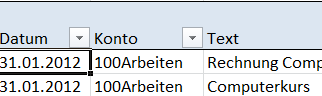 Datum Konto Text
31.01.2012 100Arbeiten Rechnung Comp
31.01.2012 100Arbeiten Computerkurs